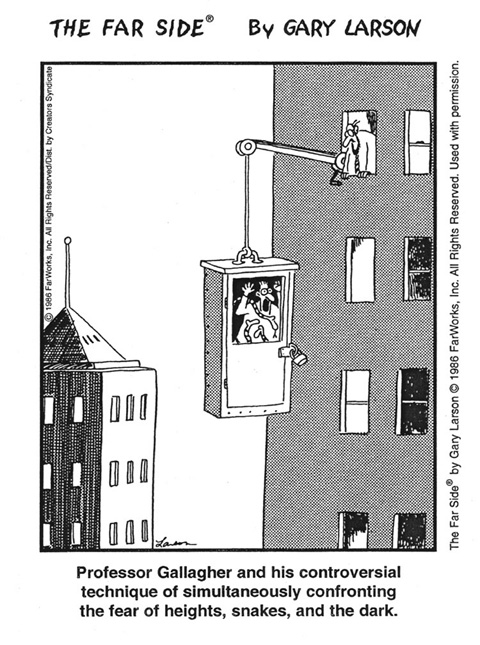 THE FAR SIDE® By GARY LARSON
© 1986 FarWorks, Inc. All Rights Reserved/Dist. by Creators Syndicate
Larson
The Far Side® by Gary Larson © 1986 FarWorks, Inc. All Rights Reserved. Used with permission.
Professor Gallagher and his controversial
technique of simultaneously confronting
the fear of heights, snakes, and the dark.